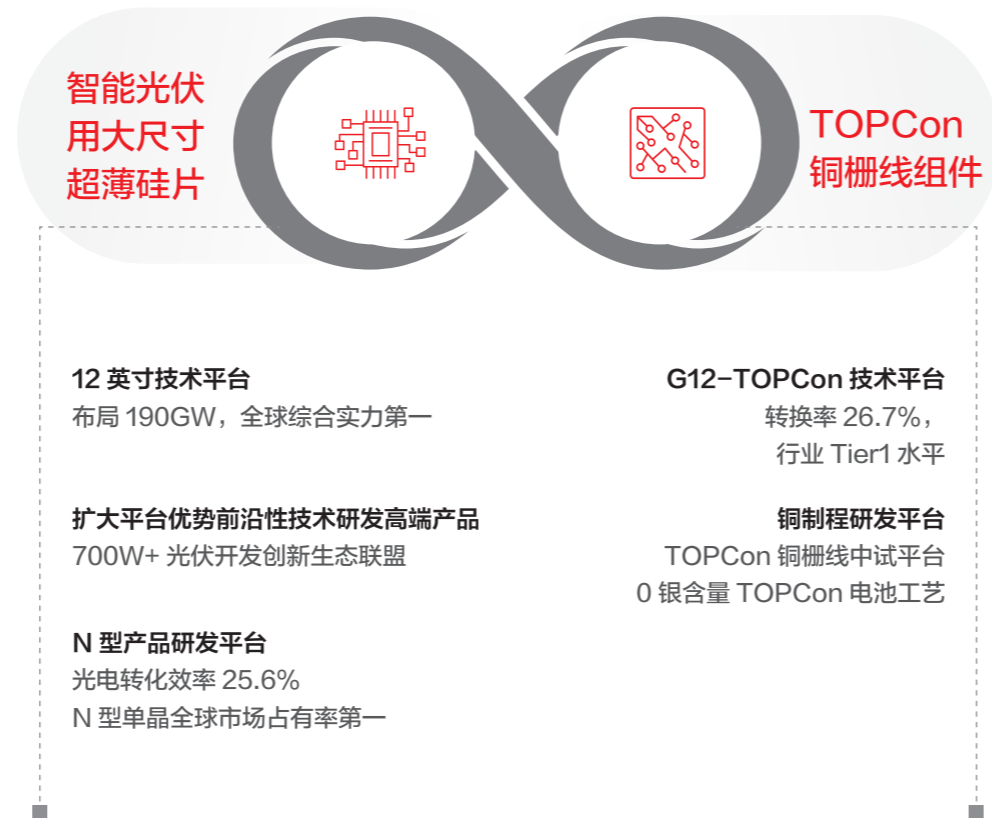 智能光伏
用大尺寸
超薄硅片
TOPCon
铜栅线组件
12 英寸技术平台
布局 190GW，全球综合实力第一
扩大平台优势前沿性技术研发高端产品
700W+ 光伏开发创新生态联盟
N 型产品研发平台
光电转化效率 25.6%
N 型单晶全球市场占有率第一
G12-TOPCon 技术平台
转换率 26.7%，
行业 Tier1 水平
铜制程研发平台
TOPCon 铜栅线中试平台
0 银含量 TOPCon 电池工艺